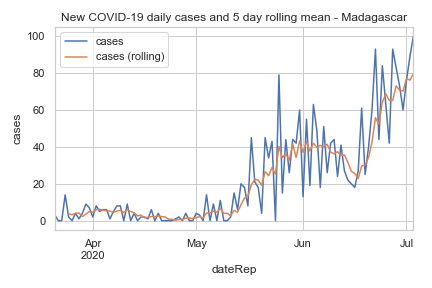 New COVID-19 daily cases and 5 day rolling mean - Madagascar
100
80
60
40
20
0
cases
cases
cases (rolling)
Apr
2020
May
Jun
Jul
dateRep